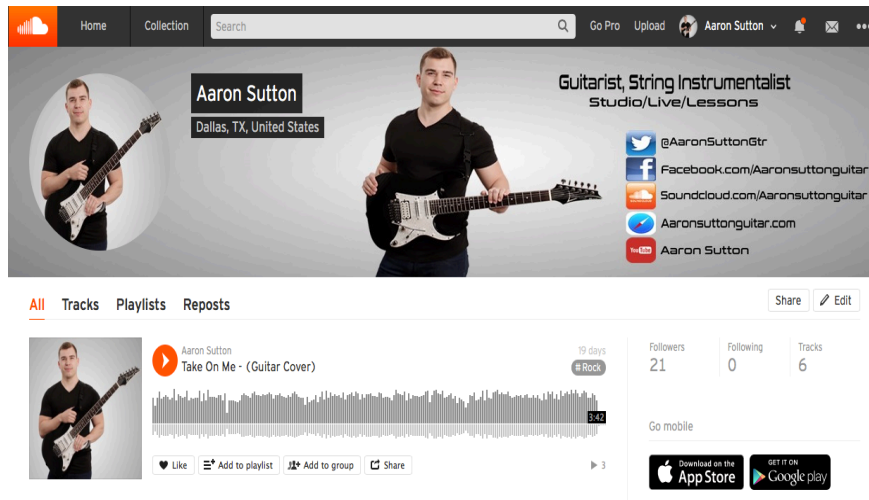 Home
Collection
Search
Go Pro
Upload
Aaron Sutton
Aaron Sutton
Dallas, TX, United States
Guitarist, String Instrumentalist
Studio/Live/Lessons
@AaronSuttonGtr
Facebook.com/Aaronsuttonguitar
Soundcloud.com/Aaronsuttonguitar
Aaronsuttonguitar.com
YouTube
Aaron Sutton
All
Tracks
Playlists
Reposts
Share
Edit
Aaron Sutton
19 days
Take On Me - (Guitar Cover)
# Rock
3:42
Like
Add to playlist
Add to group
Share
3
Followers
21
Following
0
Tracks
6
Go mobile
Download on the
App Store
GET IT ON
Google play